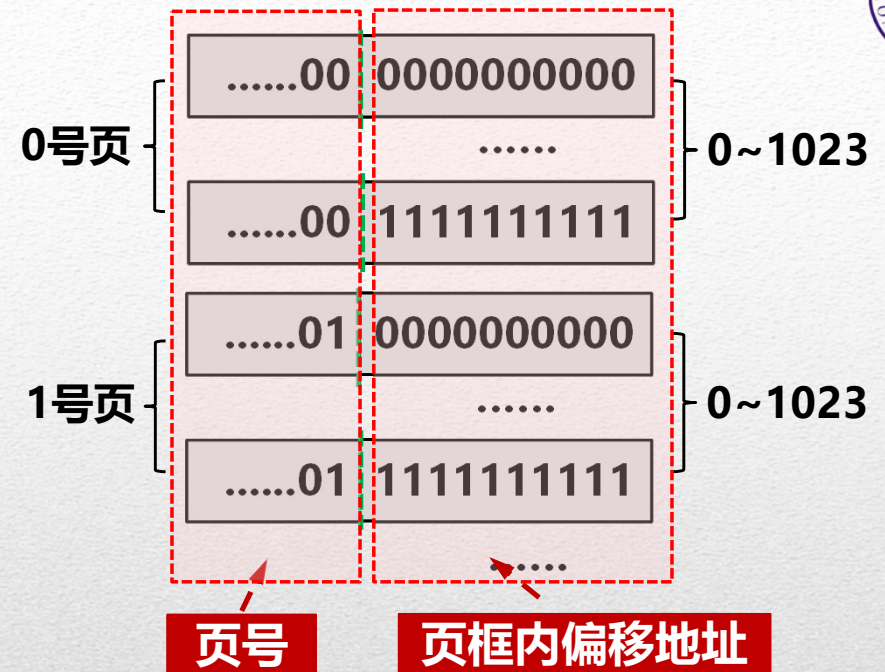 ......00 0000000000
0号页
......
0~1023
......00 1111111111
......01 0000000000
1号页
......
0~1023
......01 1111111111
......
页号
页框内偏移地址